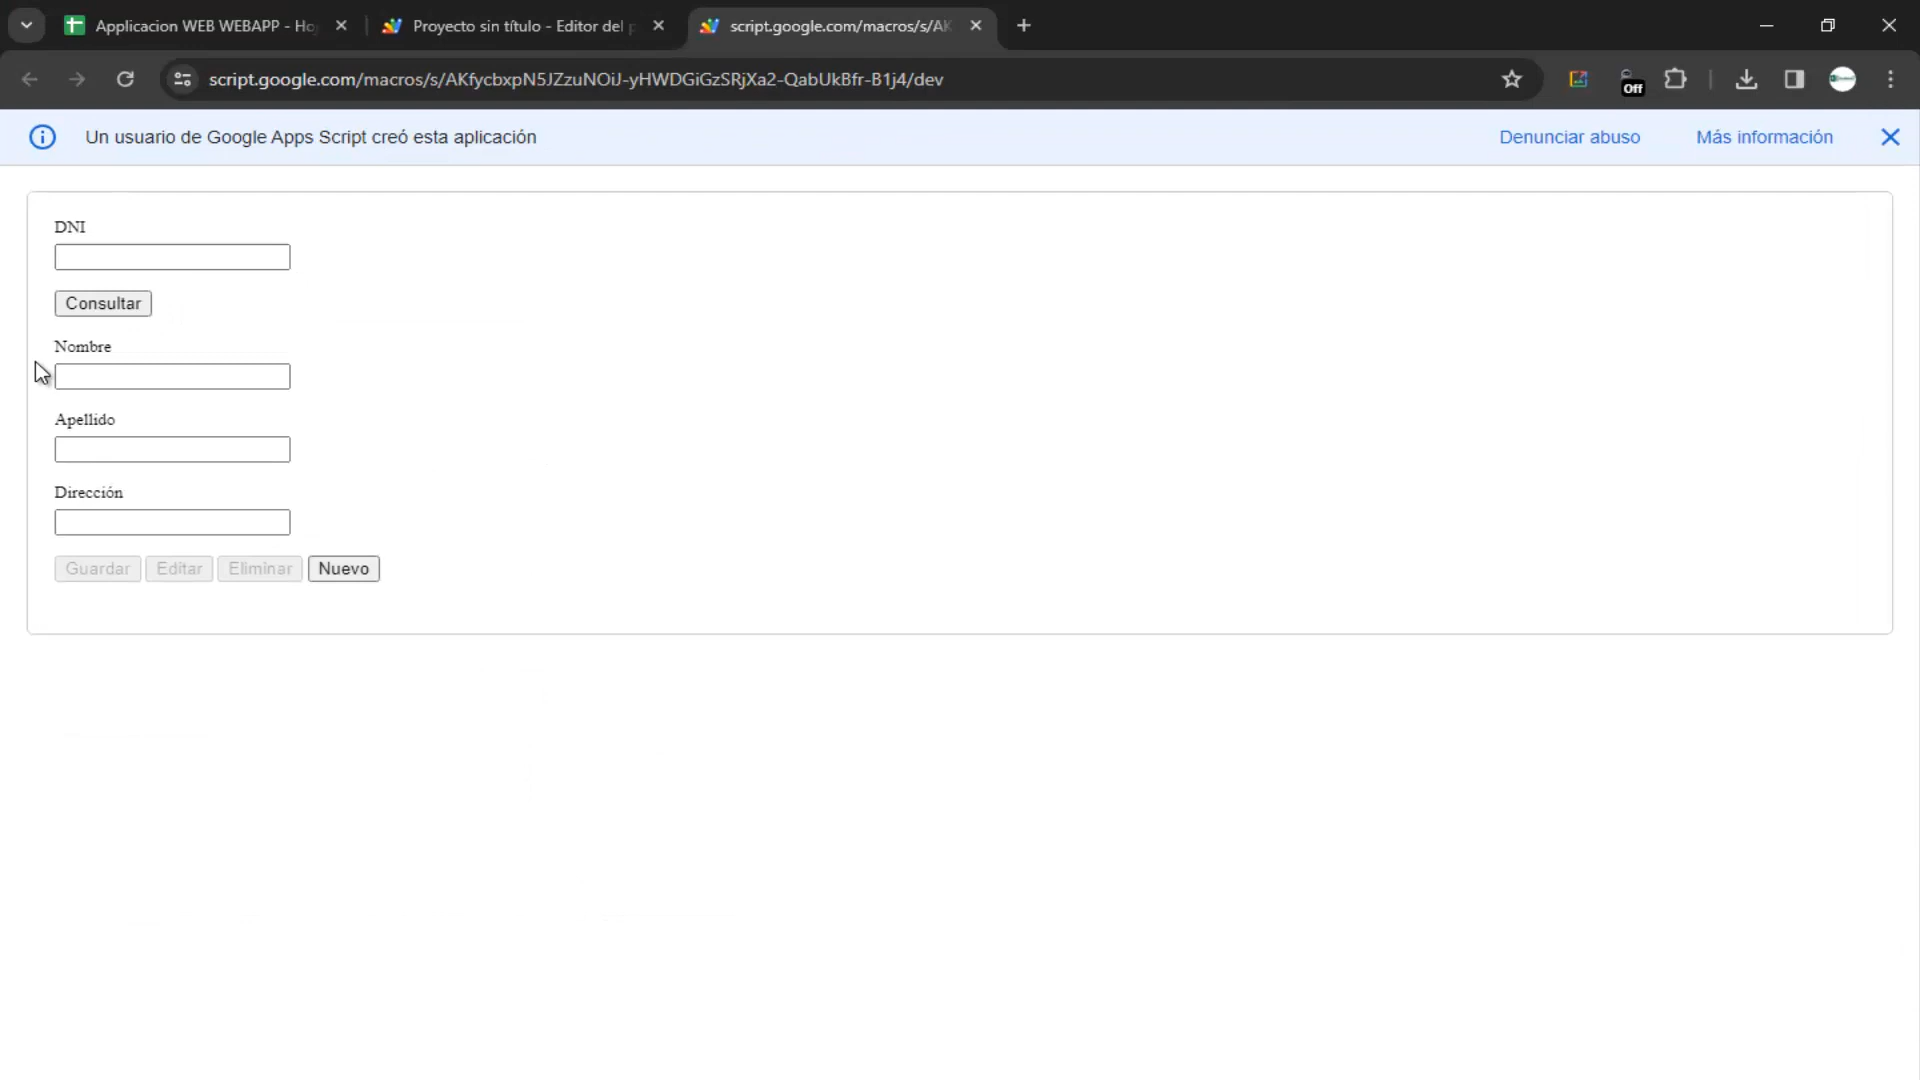 Applicacion WEB WEBAPP - Ho
Proyecto sin título - Editor del p
script.google.com/macros/s/AK
script.google.com/macros/s/AKfycbxpN5JZzuNOiJ-yHWDGiGzSRjXa2-QabUkBfr-B1j4/dev
Off
Un usuario de Google Apps Script creó esta aplicación
Denunciar abuso
Más información
DNI
Consultar
Nombre
Apellido
Dirección
Guardar Editar Eliminar Nuevo